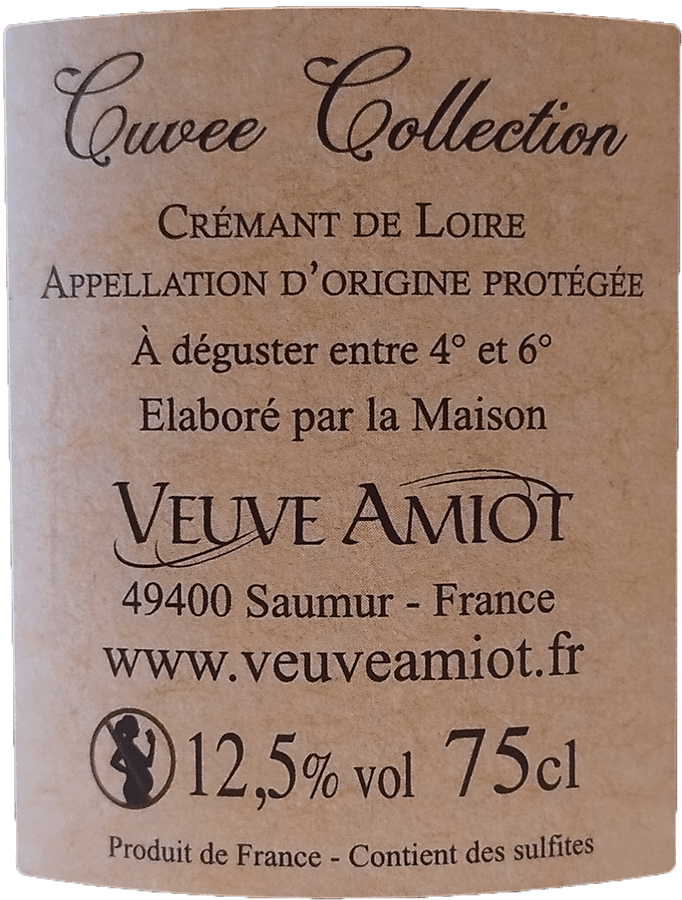 Cuvee Collection
CRÉMANT DE LOIRE
APPELLATION D'ORIGINE PROTÉGÉE
À déguster entre 4° et 6°
Elaboré par la Maison
VEUVE AMIOT
49400 Saumur - France
www.veuveamiot.fr
12,5% vol 75cl
Produit de France - Contient des sulfites